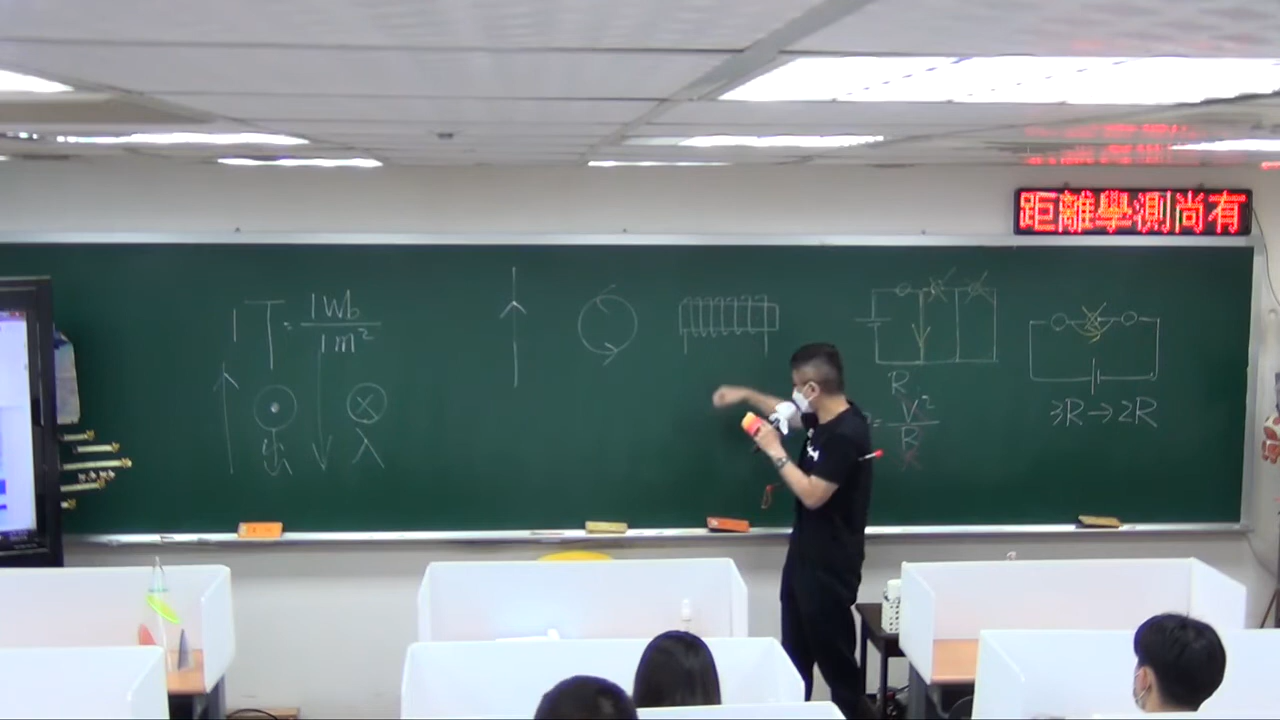 距離學測尚有
1T = 1Wb / 1m²
出
入
R
= V² / R
3R→2R